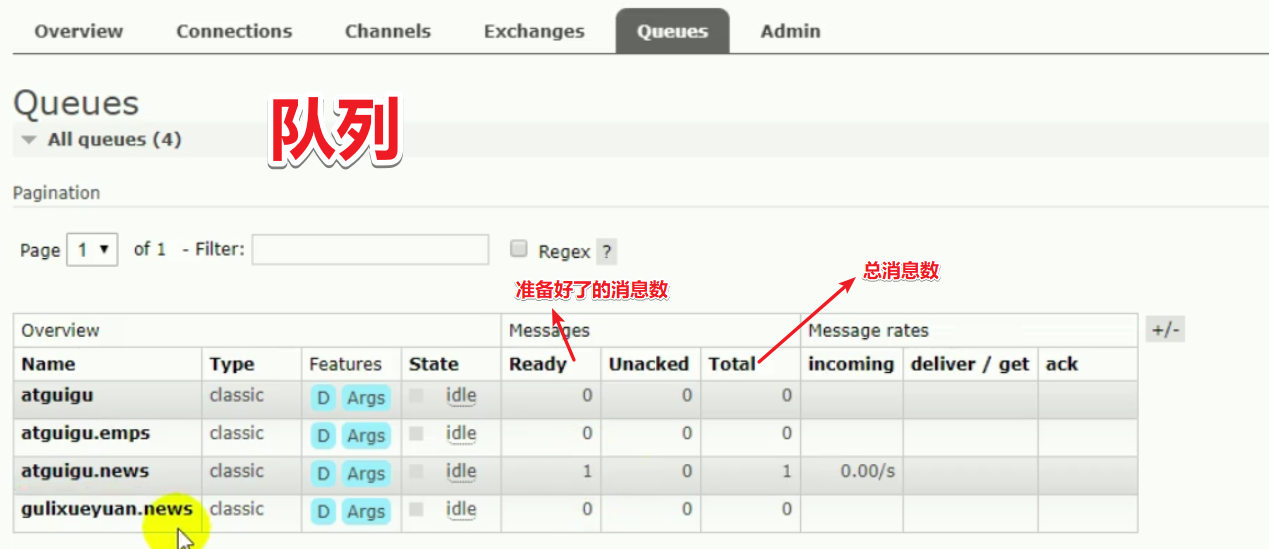 Overview Connections Channels Exchanges Queues Admin
Queues
队列
All queues (4)
Pagination
Page 1 of 1 - Filter: Regex ?
准备好了的消息数
总消息数
Overview Messages Message rates +/-
Name Type Features State Ready Unacked Total incoming deliver / get ack
atguigu classic D Args idle 0 0 0
atguigu.emps classic D Args idle 0 0 0
atguigu.news classic D Args idle 1 0 1 0.00/s
gulixueyuan.news classic D Args idle 0 0 0